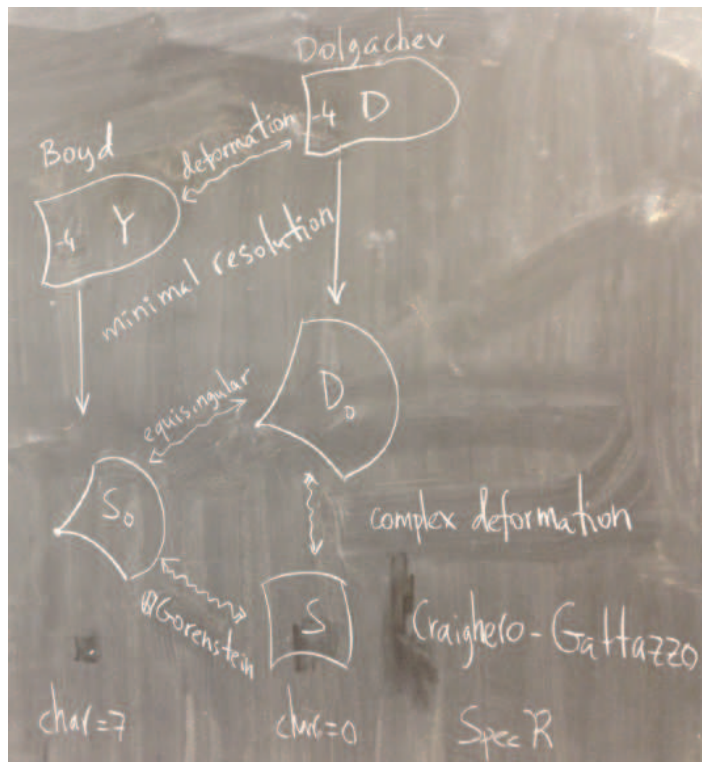 Dolgachev
-4 D
Boyd
deformation
-4 Y
minimal resolution
D₀
equisingular
S₀
complex deformation
QGorenstein
S
Craighero-Gattazzo
char=7
char=0
Spec R